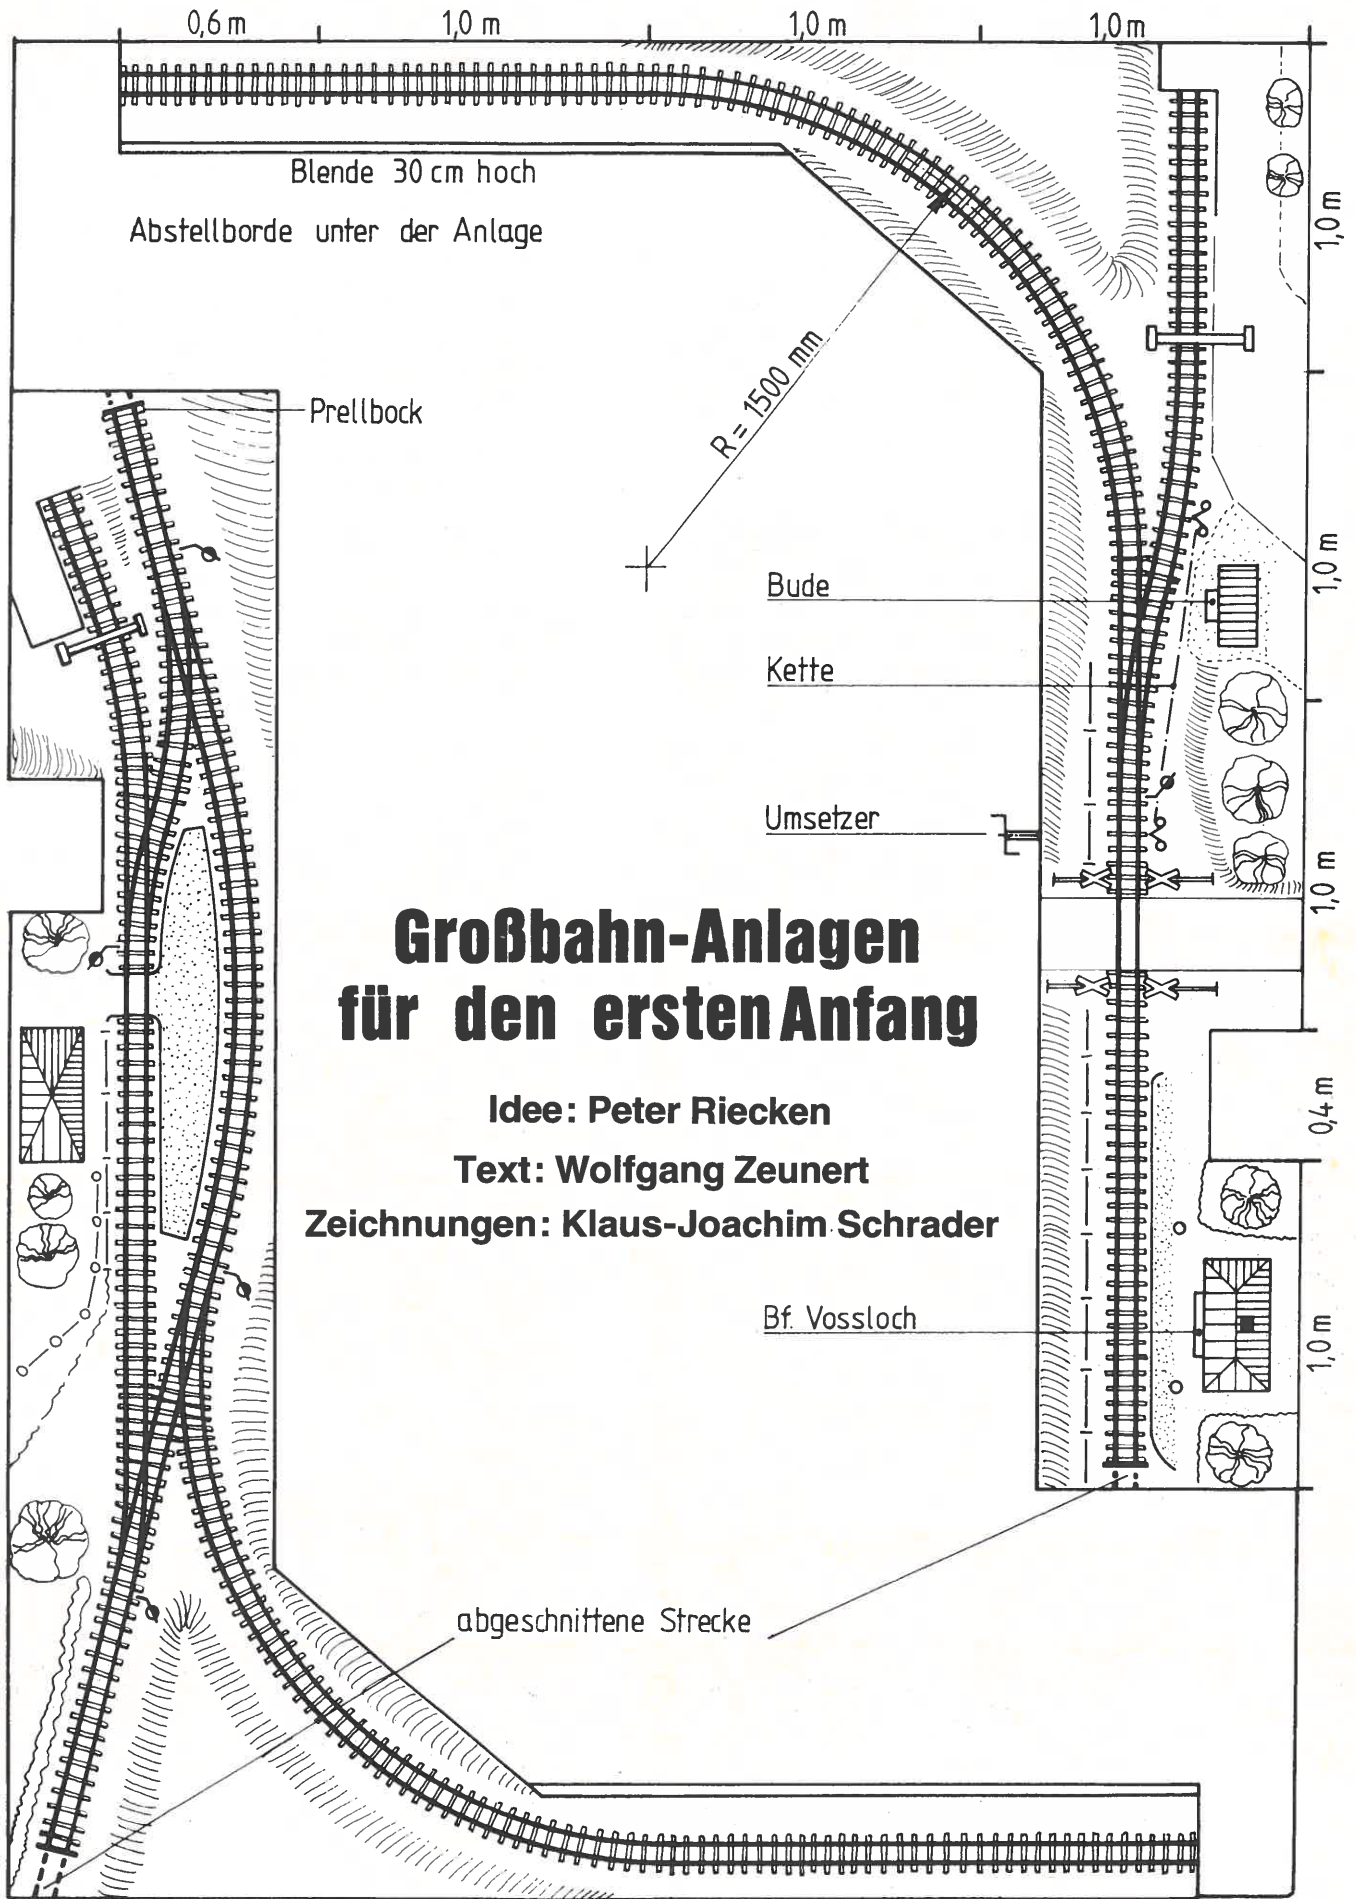 0,6 m 1,0 m 1,0 m 1,0 m
Blende 30 cm hoch
Abstellborde unter der Anlage
1,0 m
R = 1500 mm
Prellbock
1,0 m
Bude
Kette
Umsetzer
1,0 m
Großbahn-Anlagen
für den ersten Anfang
Idee: Peter Riecken
0,4 m
Text: Wolfgang Zeunert
Zeichnungen: Klaus-Joachim Schrader
Bf. Vossloch
1,0 m
abgeschnittene Strecke